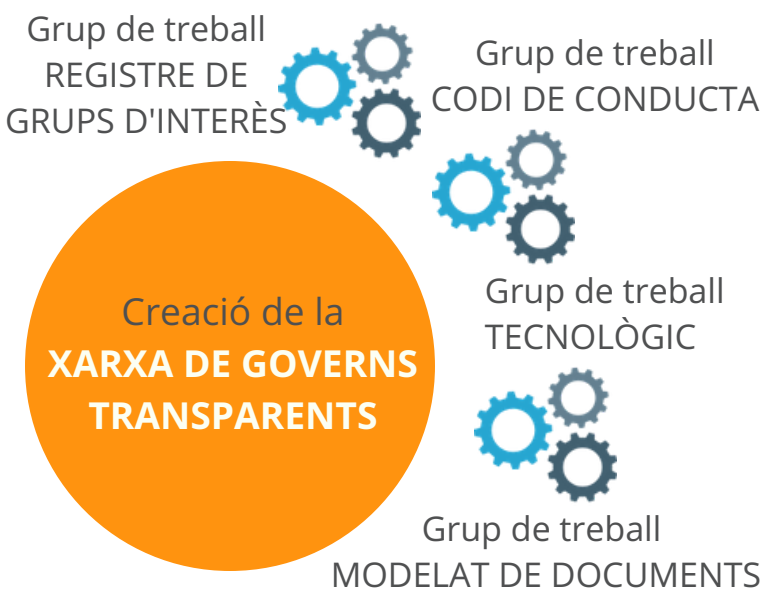 Grup de treball
REGISTRE DE
GRUPS D'INTERÈS
Grup de treball
CODI DE CONDUCTA
Creació de la
XARXA DE GOVERNS
TRANSPARENTS
Grup de treball
TECNOLÒGIC
Grup de treball
MODELAT DE DOCUMENTS